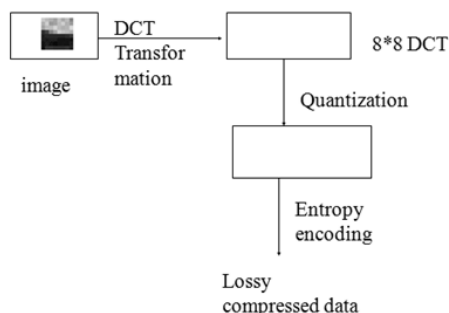 DCT
Transfor
mation
8*8 DCT
image
Quantization
Entropy
encoding
Lossy
compressed data